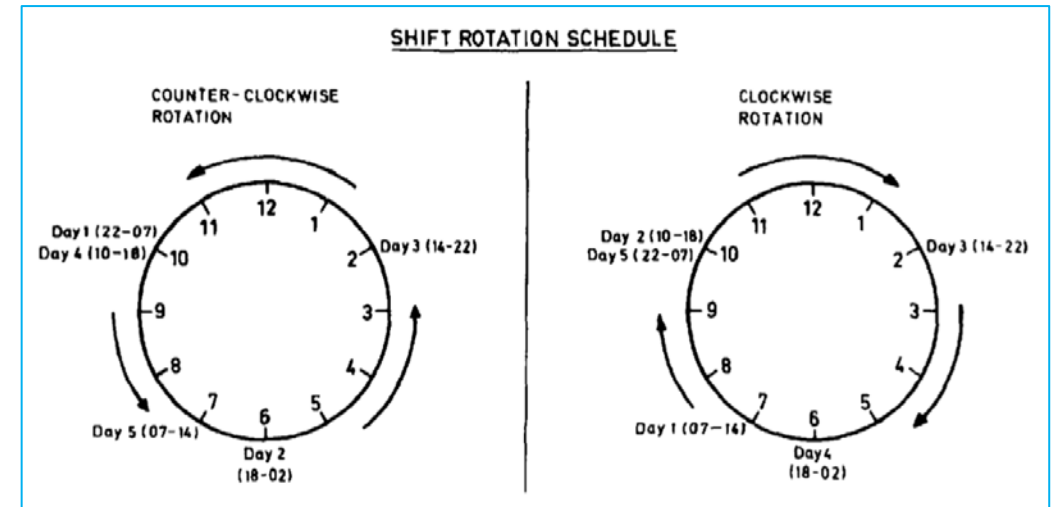 SHIFT ROTATION SCHEDULE
COUNTER-CLOCKWISE
ROTATION
12
1
2
3
4
5
6
7
8
9
10
11
Day 1 (22-07)
Day 4 (10-18)
Day 3 (14-22)
Day 5 (07-14)
Day 2
(18-02)
CLOCKWISE
ROTATION
12
1
2
3
4
5
6
7
8
9
10
11
Day 2 (10-18)
Day 5 (22-07)
Day 3 (14-22)
Day 1 (07-14)
Day 4
(18-02)